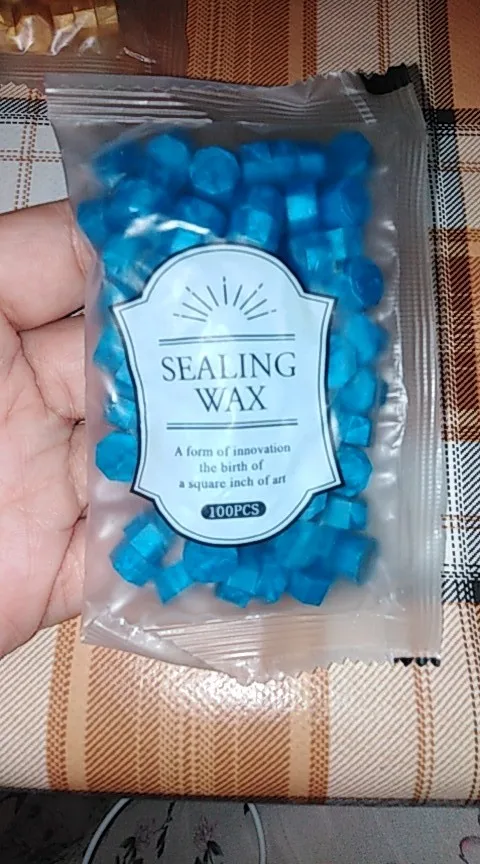 SEALING
WAX
A form of innovation
the birth of
a square inch of art
100PCS